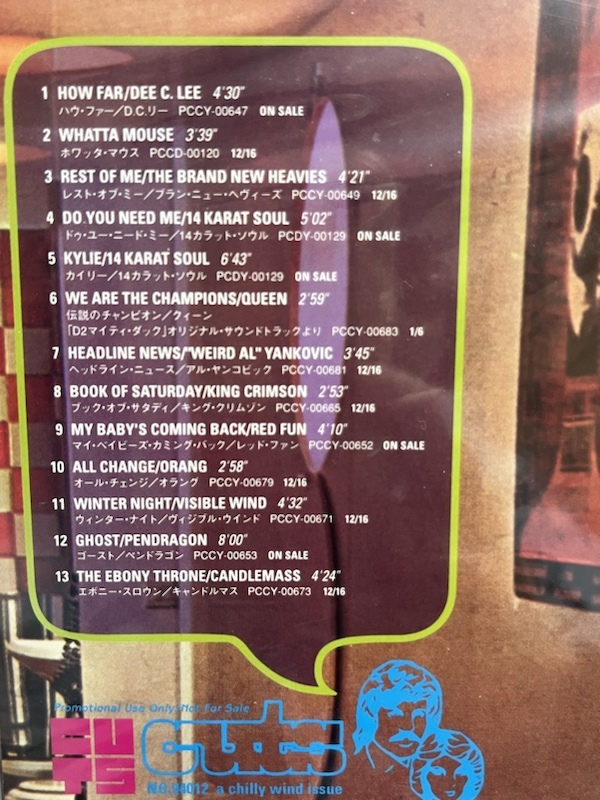 1 HOW FAR/DEE C. LEE 4'30"
ハウ・ファー/D.C.リー PCCY-00647 ON SALE
2 WHATTA MOUSE 3'39"
ホワッタ・マウス PCCD-00120 12/16
3 REST OF ME/THE BRAND NEW HEAVIES 4'21"
レスト・オブ・ミー/ブラン・ニュー・ヘヴィーズ PCCY-00649 12/16
4 DO YOU NEED ME/14 KARAT SOUL 5'02"
ドゥ・ユー・ニード・ミー/14カラット・ソウル PCDY-00129 ON SALE
5 KYLIE/14 KARAT SOUL 6'43"
カイリー/14カラット・ソウル PCDY-00129 ON SALE
6 WE ARE THE CHAMPIONS/QUEEN 2'59"
伝説のチャンピオン/クィーン
「D2マイティ・ダック」オリジナル・サウンドトラックより PCCY-00683 1/6
7 HEADLINE NEWS/"WEIRD AL" YANKOVIC 3'45"
ヘッドライン・ニュース/アル・ヤンコビック PCCY-00681 12/16
8 BOOK OF SATURDAY/KING CRIMSON 2'53"
ブック・オブ・サタディ/キング・クリムゾン PCCY-00665 12/16
9 MY BABY'S COMING BACK/RED FUN 4'10"
マイ・ベイビーズ・カミング・バック/レッド・ファン PCCY-00652 ON SALE
10 ALL CHANGE/ORANG 2'58"
オール・チェンジ/オラング PCCY-00679 12/16
11 WINTER NIGHT/VISIBLE WIND 4'32"
ウィンター・ナイト/ヴィジブル・ウインド PCCY-00671 12/16
12 GHOST/PENDRAGON 8'00"
ゴースト/ペンドラゴン PCCY-00653 ON SALE
13 THE EBONY THRONE/CANDLEMASS 4'24"
エボニー・スロウン/キャンドルマス PCCY-00673 12/16
Promotional Use Only/Not For Sale
CUTS cuts
NO.94012 a chilly wind issue